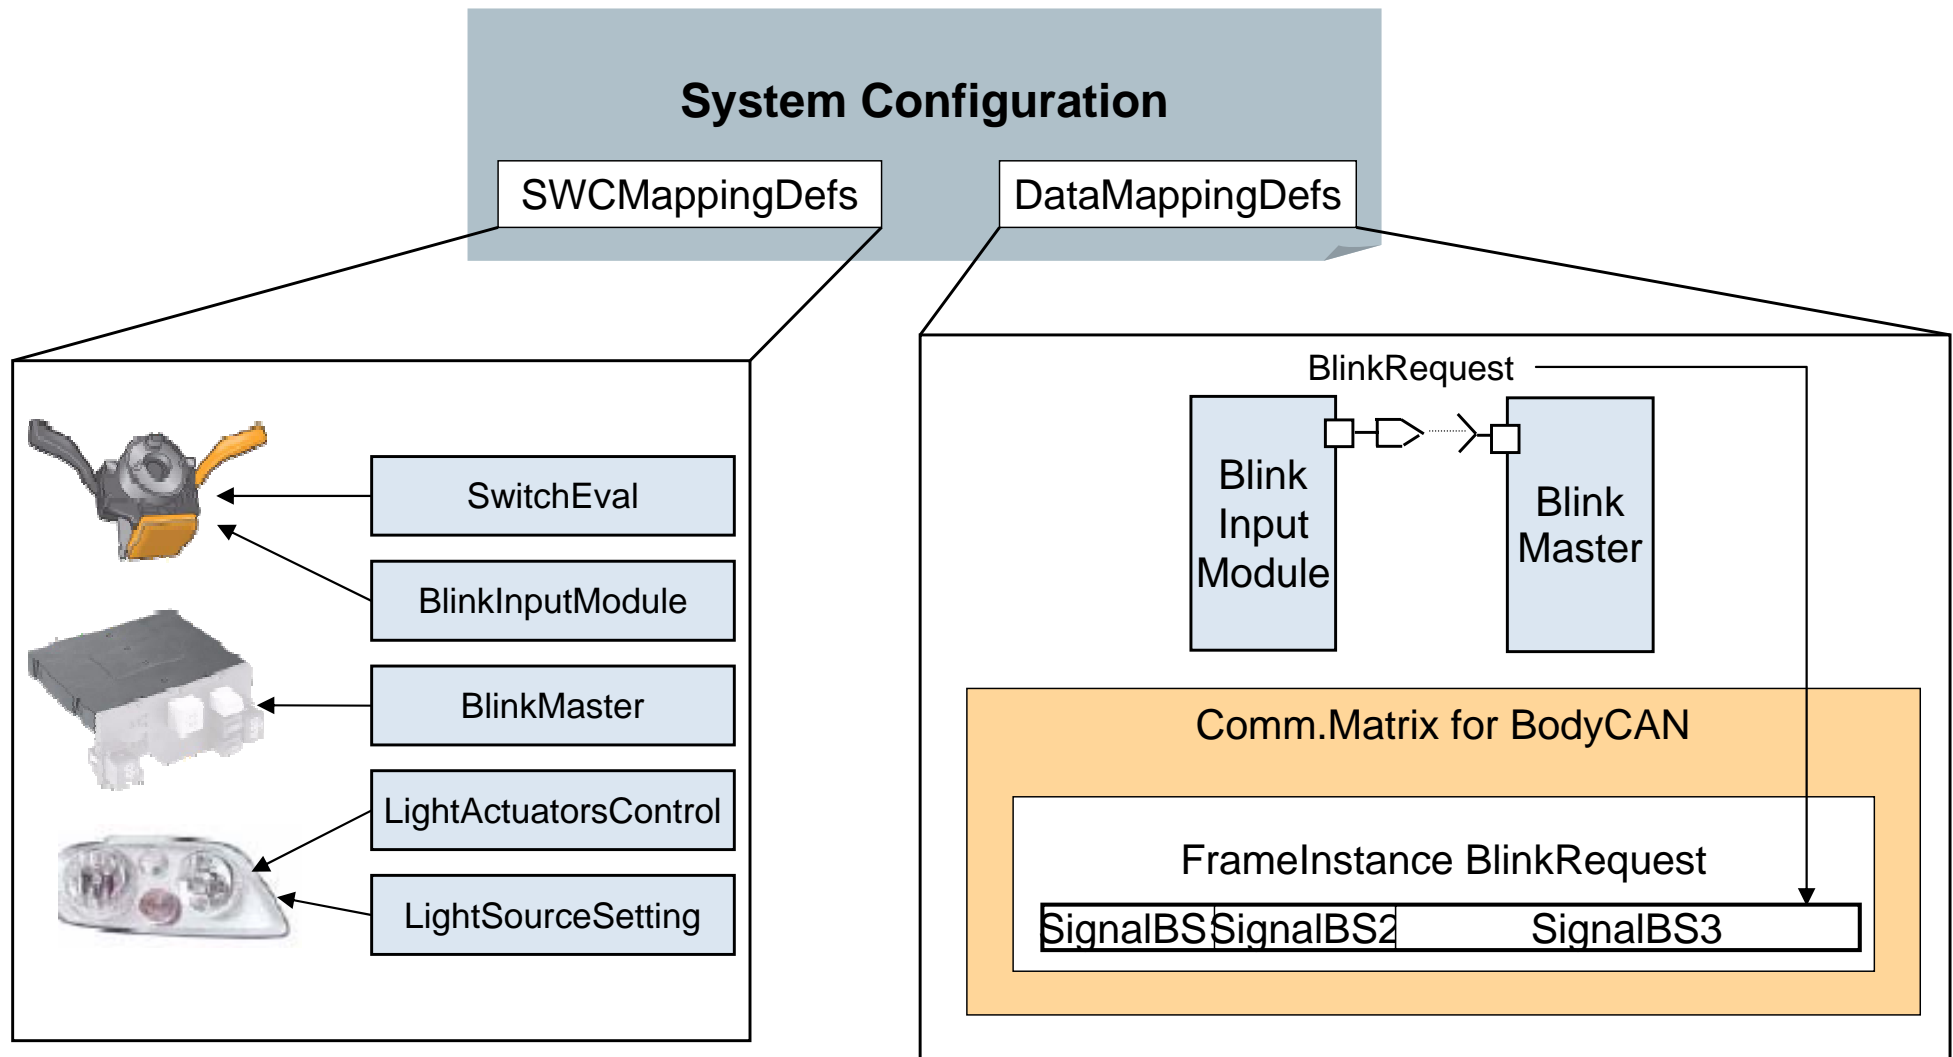 System Configuration
SWCMappingDefs
DataMappingDefs
SwitchEval
BlinkInputModule
BlinkMaster
LightActuatorsControl
LightSourceSetting
BlinkRequest
Blink
Input
Module
Blink
Master
Comm.Matrix for BodyCAN
FrameInstance BlinkRequest
SignalBS SignalBS2 SignalBS3